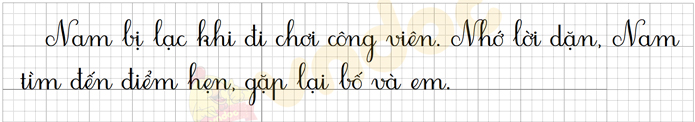 Nam bị lạc khi đi chơi công viên. Nhớ lời dặn, Nam
tìm đến điểm hẹn, gặp lại bố và em.